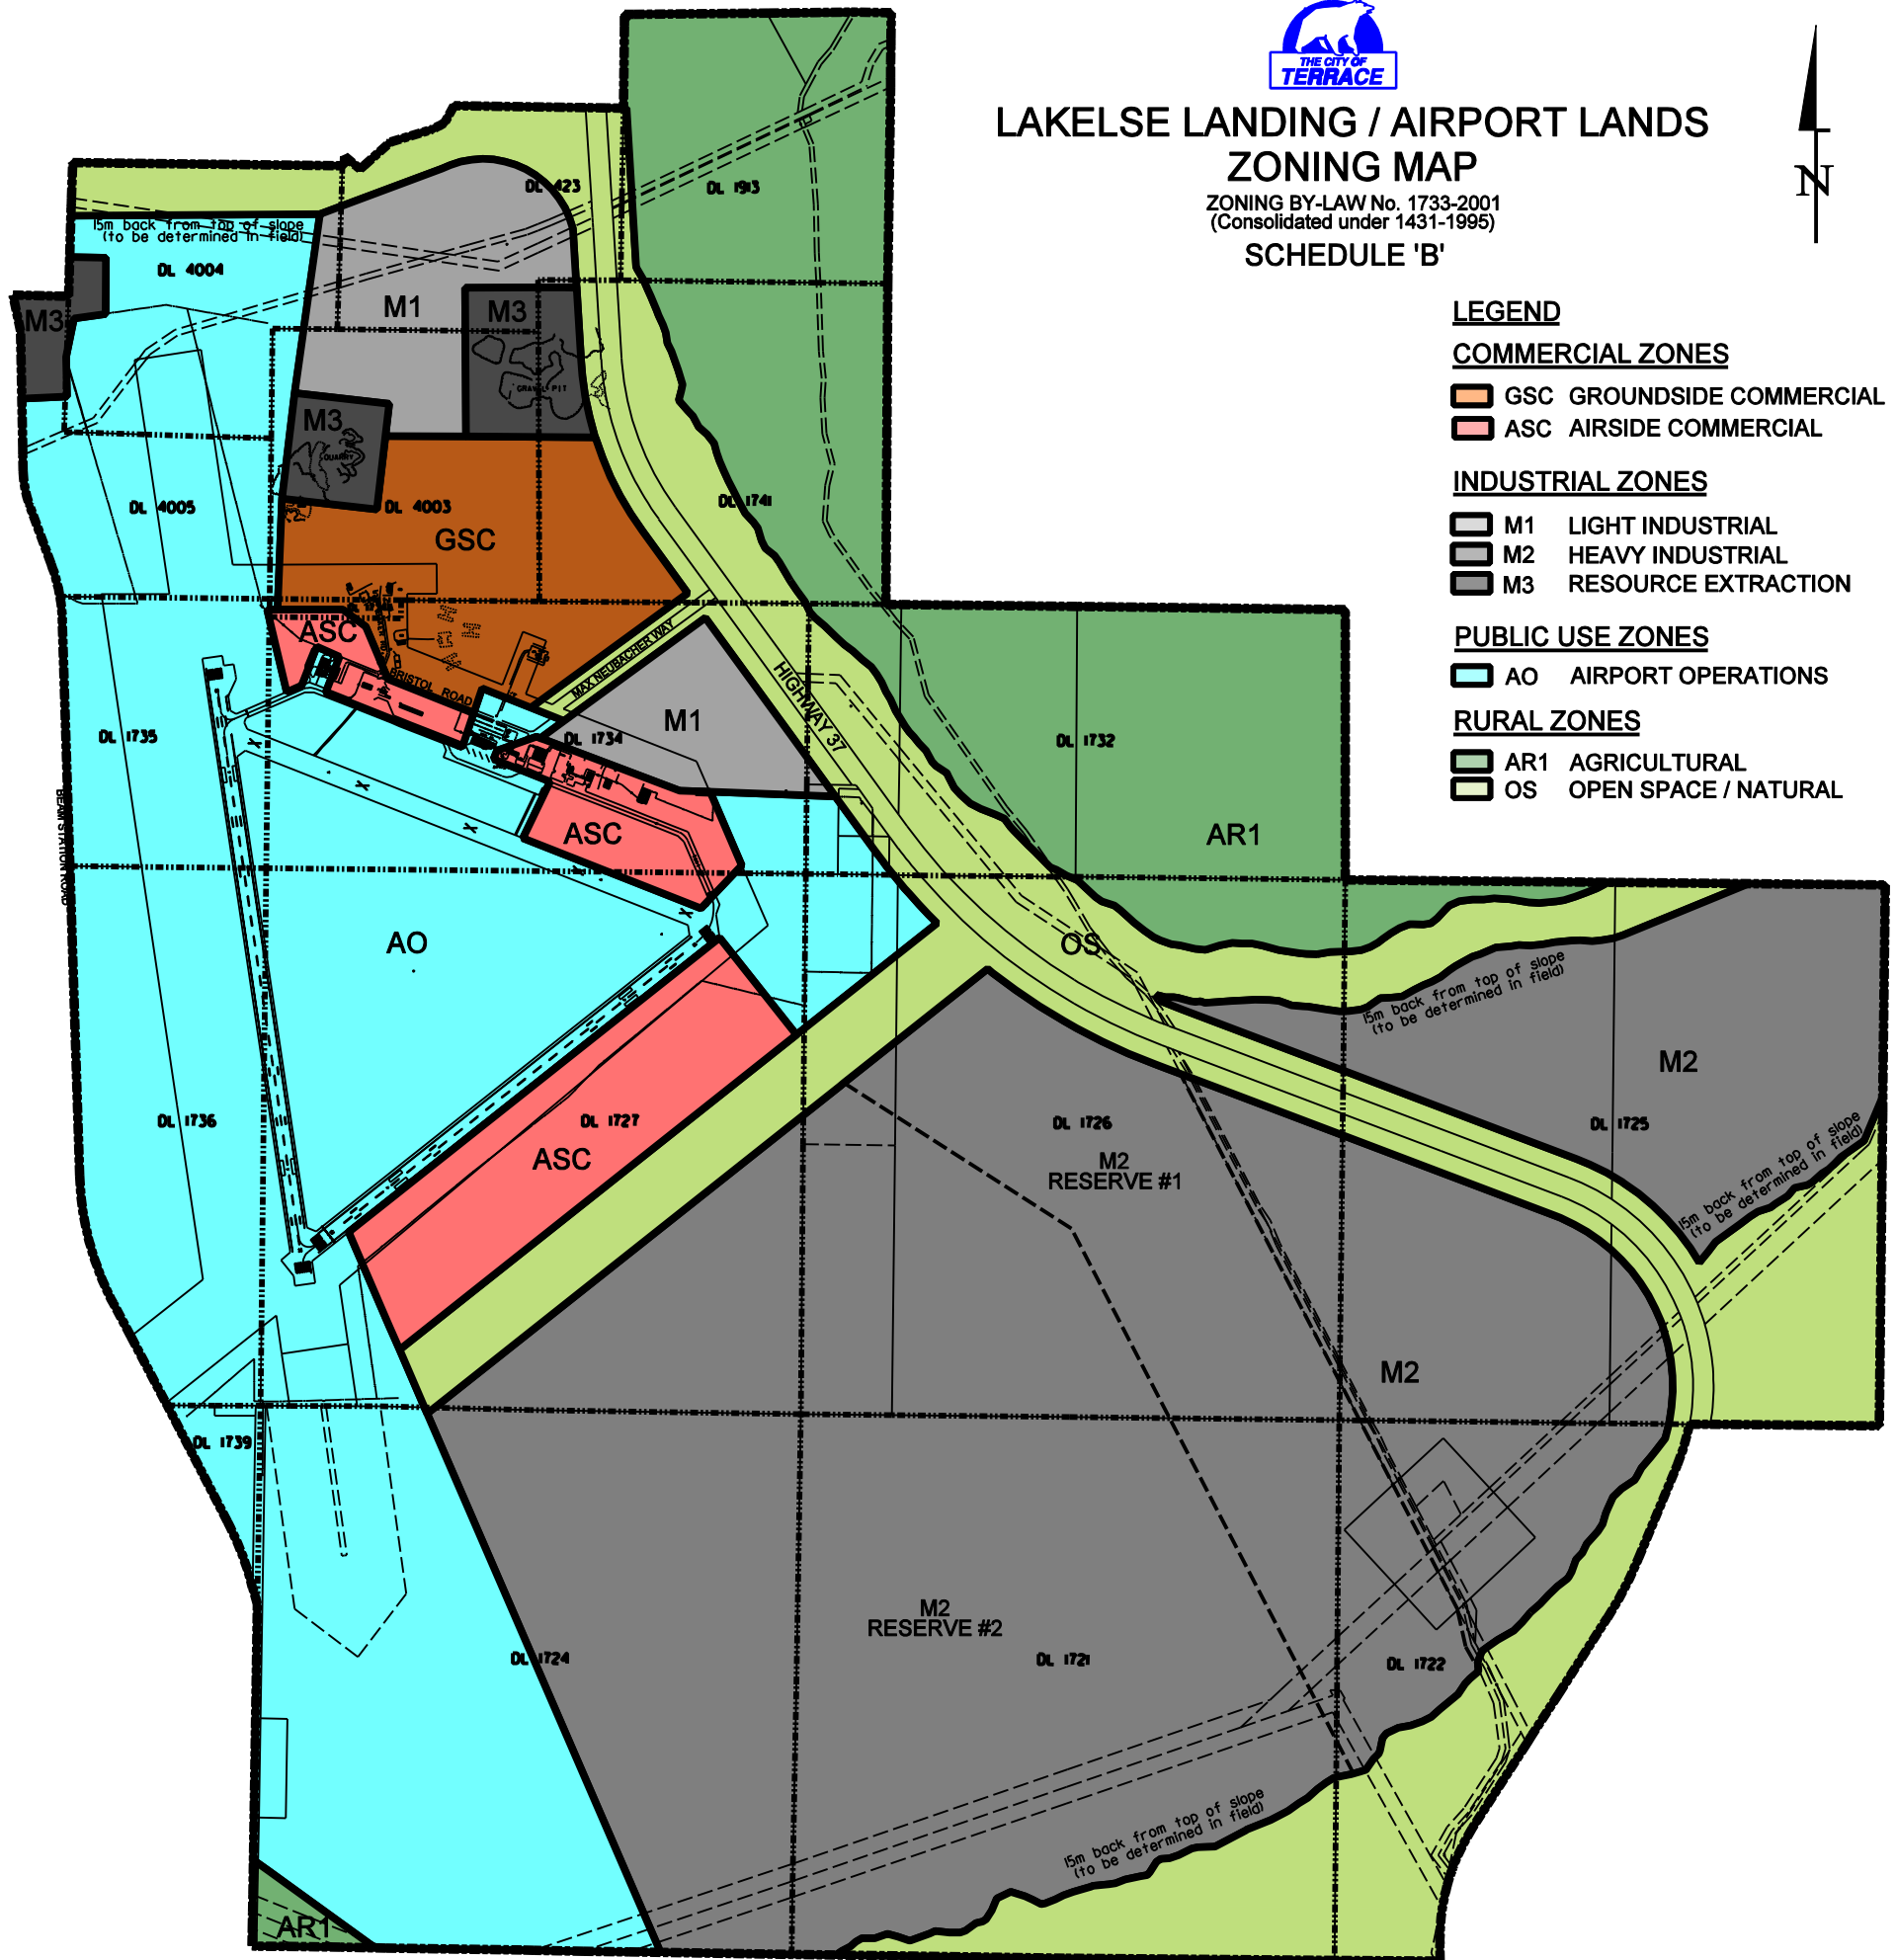 THE CITY OF
TERRACE
LAKELSE LANDING / AIRPORT LANDS
ZONING MAP
ZONING BY-LAW No. 1733-2001
(Consolidated under 1431-1995)
SCHEDULE 'B'
N
LEGEND
COMMERCIAL ZONES
GSC GROUNDSIDE COMMERCIAL
ASC AIRSIDE COMMERCIAL
INDUSTRIAL ZONES
M1 LIGHT INDUSTRIAL
M2 HEAVY INDUSTRIAL
M3 RESOURCE EXTRACTION
PUBLIC USE ZONES
AO AIRPORT OPERATIONS
RURAL ZONES
AR1 AGRICULTURAL
OS OPEN SPACE / NATURAL
DL 423
DL 1913
15m back from top of slope
(to be determined in field)
DL 4004
M3
M1
M3
GRAVEL PIT
M3
QUARRY
DL 4005
DL 4003
DL 1741
GSC
ASC
MAX NEUBACHER WAY
BRISTOL ROAD
HIGHWAY 37
M1
DL 1735
DL 1734
DL 1732
BEAM STATION ROAD
ASC
AR1
AO
OS
15m back from top of slope
(to be determined in field)
M2
DL 1736
DL 1727
DL 1726
DL 1725
ASC
M2
RESERVE #1
15m back from top of slope
(to be determined in field)
M2
DL 1739
M2
RESERVE #2
DL 1724
DL 1721
DL 1722
15m back from top of slope
(to be determined in field)
AR1